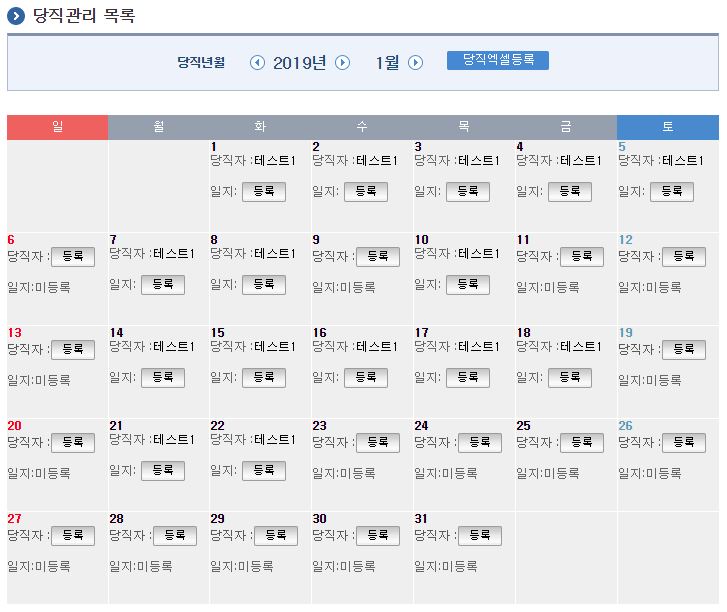 당직관리 목록
당직년월 2019년 1월 당직엑셀등록
일 월 화 수 목 금 토
1 2 3 4 5
당직자 :테스트1 당직자 :테스트1 당직자 :테스트1 당직자 :테스트1 당직자 :테스트1
일지: 등록 일지: 등록 일지: 등록 일지: 등록 일지: 등록
6 7 8 9 10 11 12
당직자 : 등록 당직자 :테스트1 당직자 :테스트1 당직자 : 등록 당직자 :테스트1 당직자 : 등록 당직자 : 등록
일지:미등록 일지: 등록 일지: 등록 일지:미등록 일지: 등록 일지:미등록 일지:미등록
13 14 15 16 17 18 19
당직자 : 등록 당직자 :테스트1 당직자 :테스트1 당직자 :테스트1 당직자 :테스트1 당직자 :테스트1 당직자 : 등록
일지:미등록 일지: 등록 일지: 등록 일지: 등록 일지: 등록 일지: 등록 일지:미등록
20 21 22 23 24 25 26
당직자 : 등록 당직자 :테스트1 당직자 :테스트1 당직자 : 등록 당직자 : 등록 당직자 : 등록 당직자 : 등록
일지:미등록 일지: 등록 일지: 등록 일지:미등록 일지:미등록 일지:미등록 일지:미등록
27 28 29 30 31
당직자 : 등록 당직자 : 등록 당직자 : 등록 당직자 : 등록 당직자 : 등록
일지:미등록 일지:미등록 일지:미등록 일지:미등록 일지:미등록